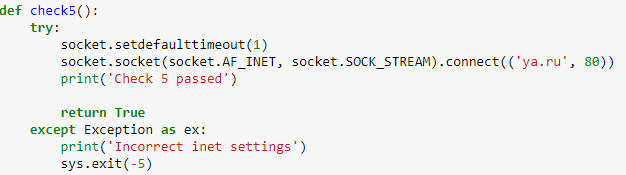 def check5():
    try:
        socket.setdefaulttimeout(1)
        socket.socket(socket.AF_INET, socket.SOCK_STREAM).connect(('ya.ru', 80))
        print('Check 5 passed')

        return True
    except Exception as ex:
        print('Incorrect inet settings')
        sys.exit(-5)